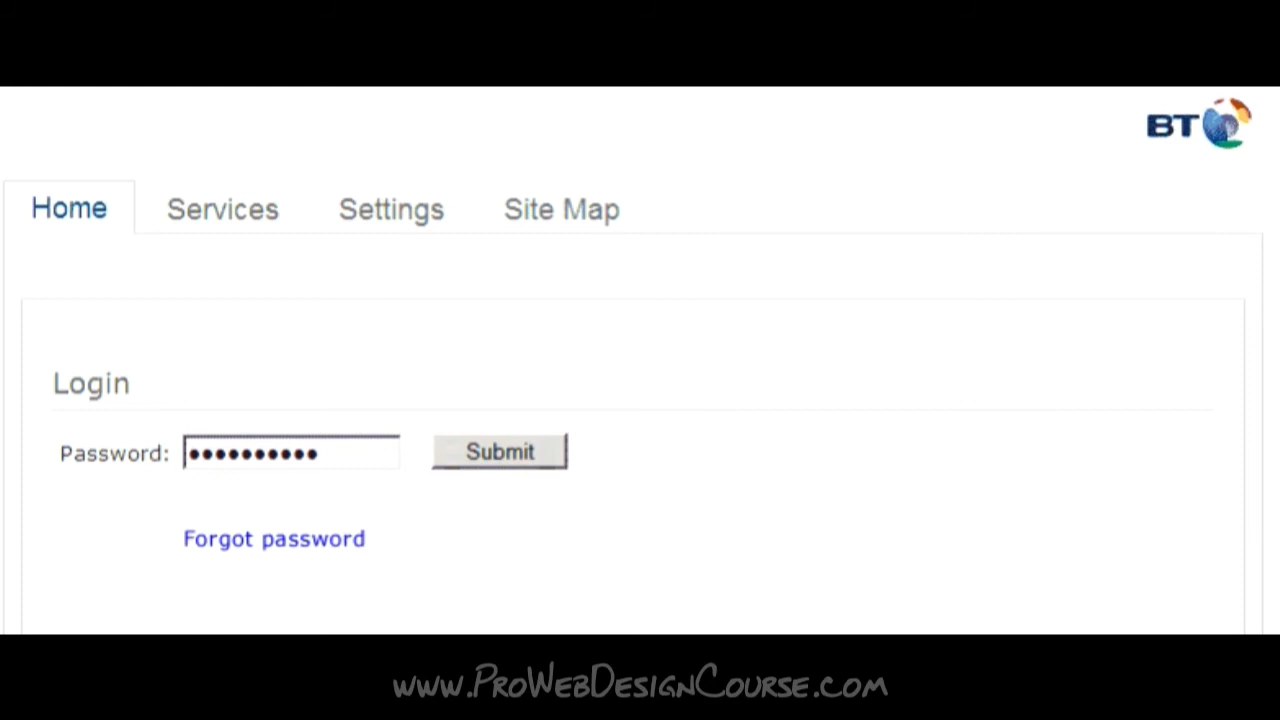 BT
Home Services Settings Site Map
Login
Password: •••••••••• Submit
Forgot password
www.ProWebDesignCourse.com